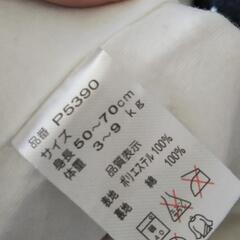 品番 P5390
サイズ
身長 50～70cm
体重 3～9 kg
品質表示
表地 ポリエステル100%
裏地 綿 100%